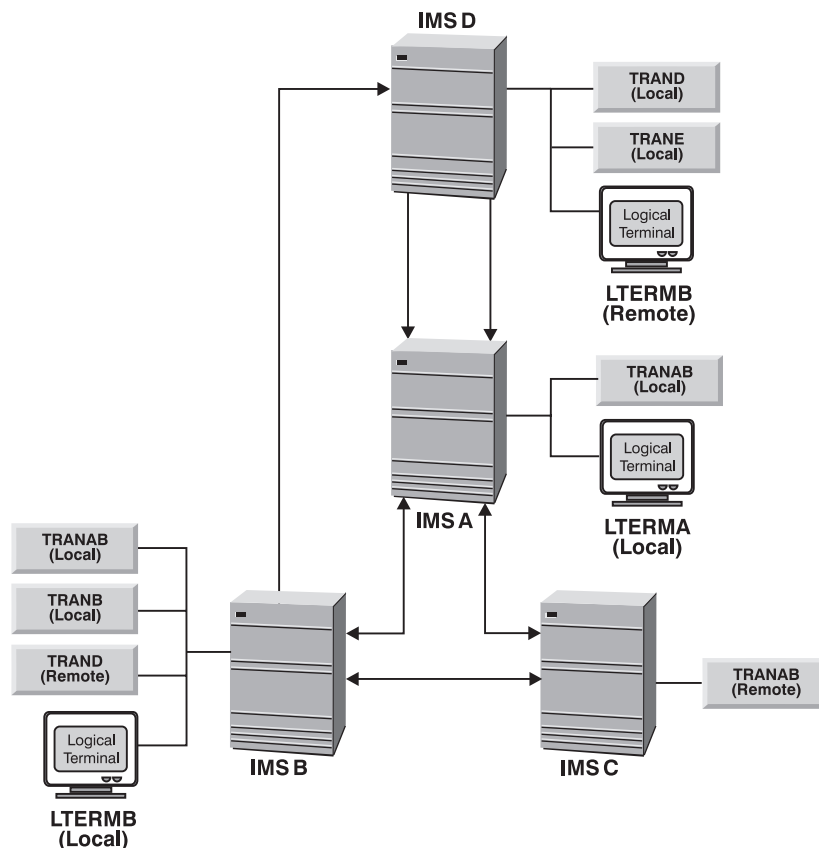 IMS D
TRAND
(Local)
TRANE
(Local)
Logical
Terminal
LTERMB
(Remote)
TRANAB
(Local)
Logical
Terminal
LTERMA
(Local)
IMS A
TRANAB
(Local)
TRANB
(Local)
TRAND
(Remote)
Logical
Terminal
LTERMB
(Local)
IMS B
IMS C
TRANAB
(Remote)